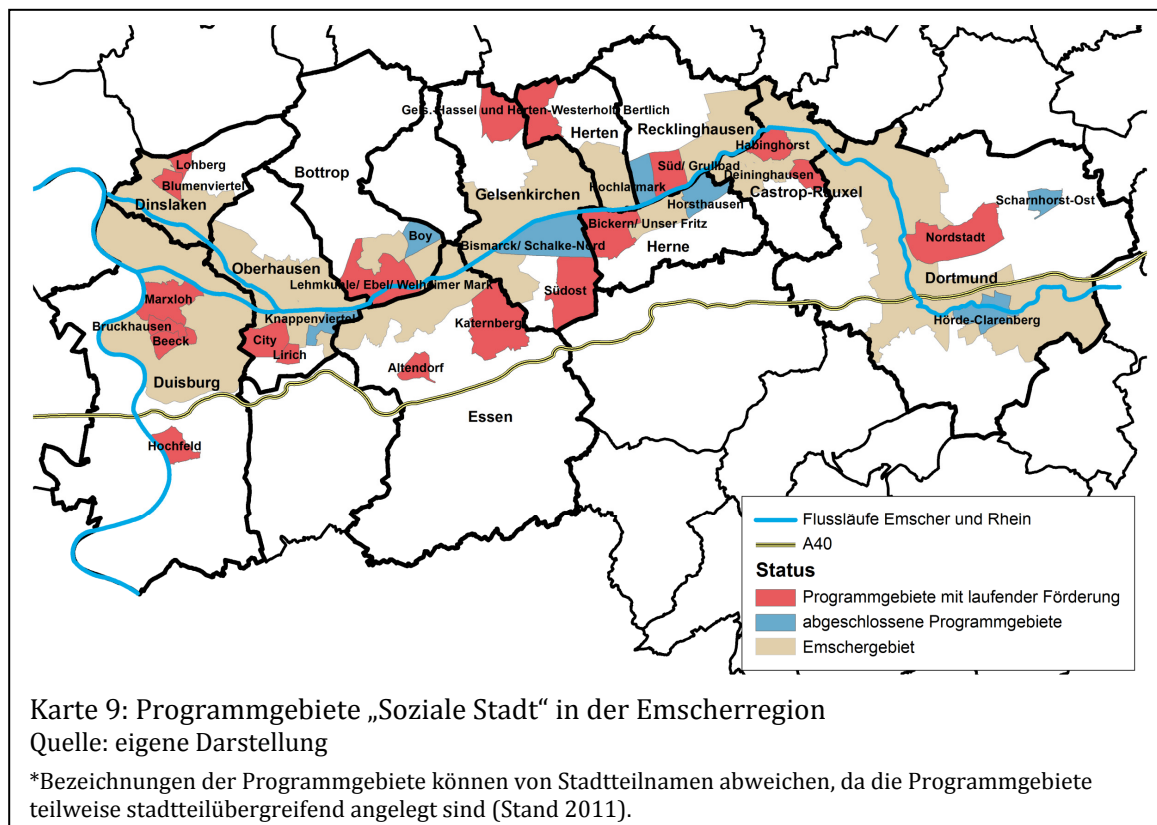 Gels.-Hassel und Herten-Westerholt Bertlich
Herten
Recklinghausen
Habinghorst
Lohberg
Blumenviertel
Dinslaken
Bottrop
Gelsenkirchen
Hochlarmark
Süd/ Grullbad
Deininghausen
Castrop-Rauxel
Horsthausen
Scharnhorst-Ost
Boy
Bismarck/ Schalke-Nord
Bickern/ Unser Fritz
Herne
Nordstadt
Oberhausen
Lehmkuhle/ Ebel/ Welheimer Mark
Südost
Dortmund
Marxloh
Knappenviertel
Katernberg
Hörde-Clarenberg
Bruckhausen
Beeck
City
Lirich
Altendorf
Duisburg
Essen
Hochfeld
Flussläufe Emscher und Rhein
A40
Status
Programmgebiete mit laufender Förderung
abgeschlossene Programmgebiete
Emschergebiet
Karte 9: Programmgebiete „Soziale Stadt“ in der Emscherregion
Quelle: eigene Darstellung
*Bezeichnungen der Programmgebiete können von Stadtteilnamen abweichen, da die Programmgebiete
teilweise stadtteilübergreifend angelegt sind (Stand 2011).